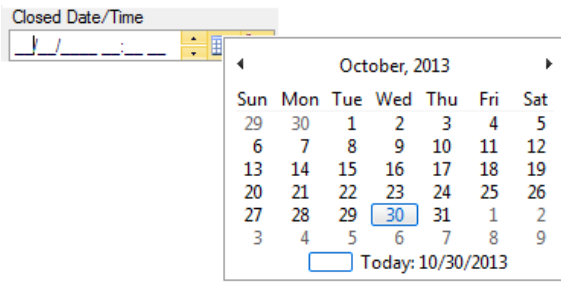 Closed Date/Time
__/__/____ __:__ __
October, 2013
Sun Mon Tue Wed Thu Fri Sat
29 30 1 2 3 4 5
6 7 8 9 10 11 12
13 14 15 16 17 18 19
20 21 22 23 24 25 26
27 28 29 30 31 1 2
3 4 5 6 7 8 9
Today: 10/30/2013